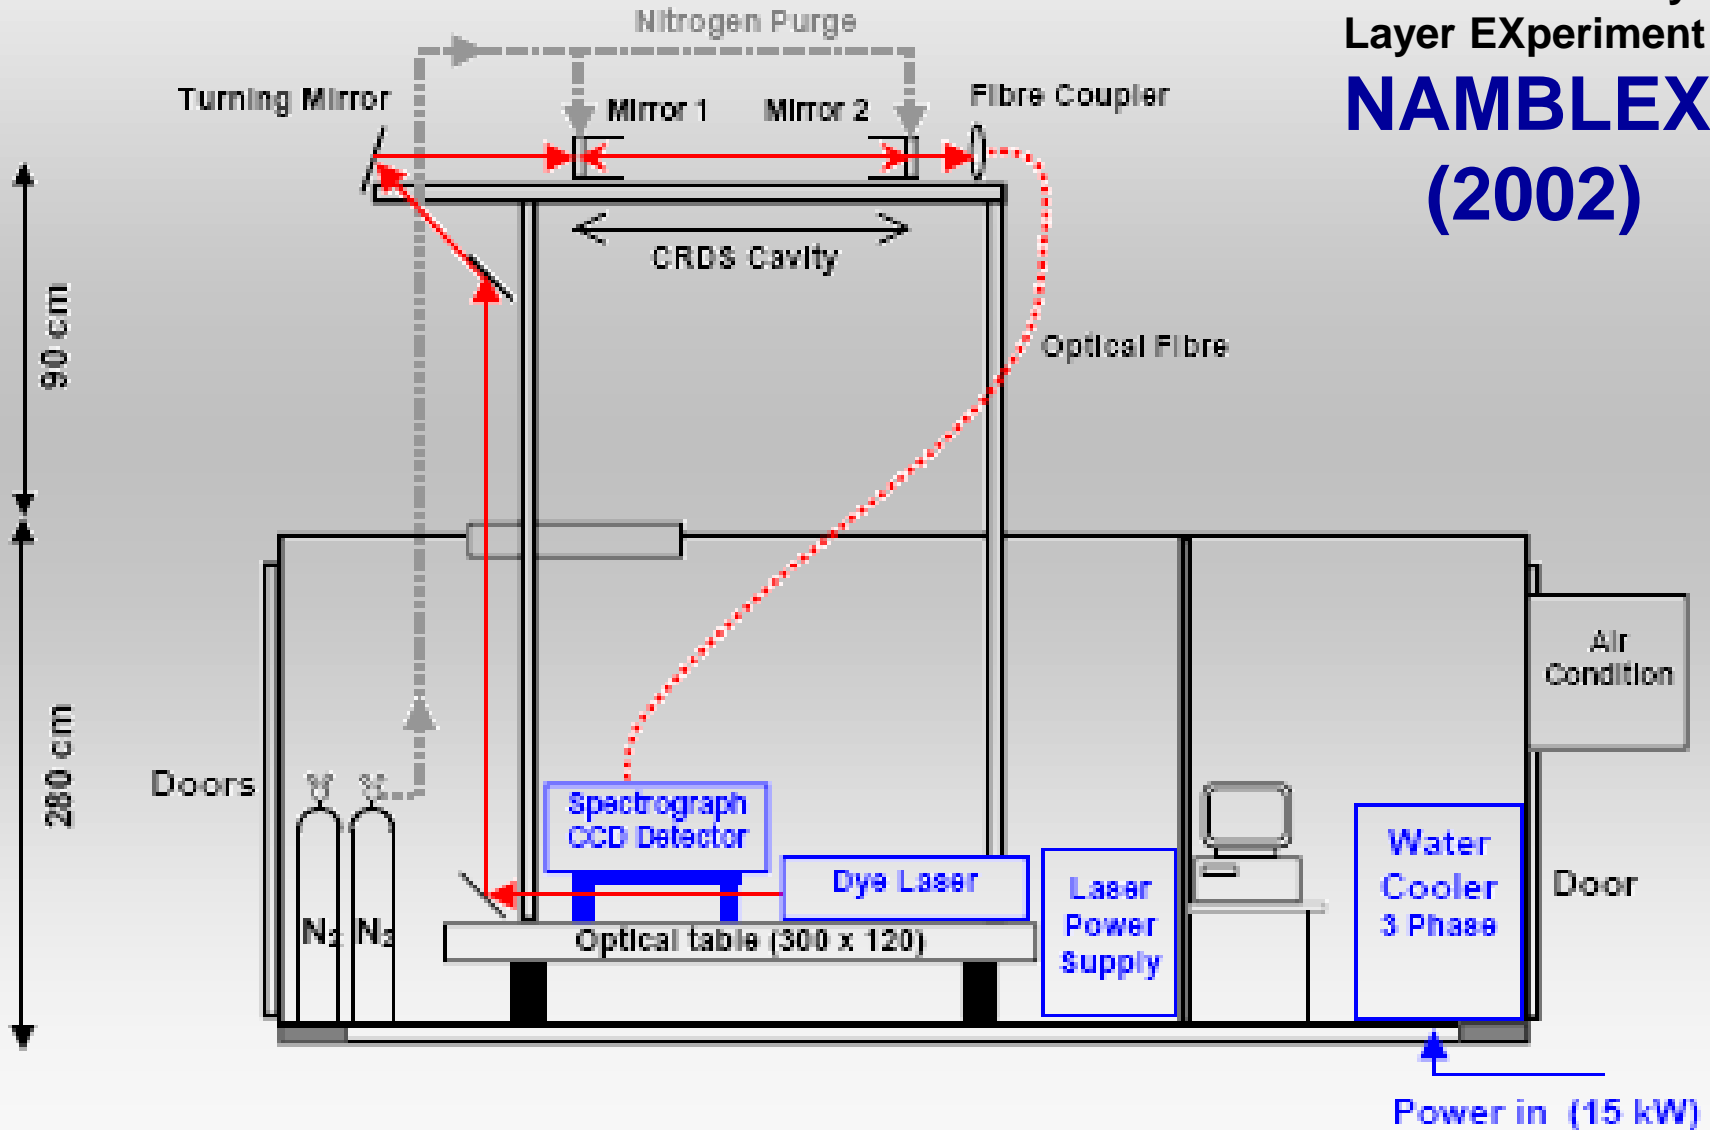 Layer EXperiment
NAMBLEX
(2002)
Nitrogen Purge
Turning Mirror
Mirror 1
Mirror 2
Fibre Coupler
CRDS Cavity
90 cm
Optical Fibre
280 cm
Air
Condition
Doors
Spectrograph
CCD Detector
Dye Laser
Laser
Power
Supply
Water
Cooler
3 Phase
Door
N2
N2
Optical table (300 x 120)
Power in (15 kW)